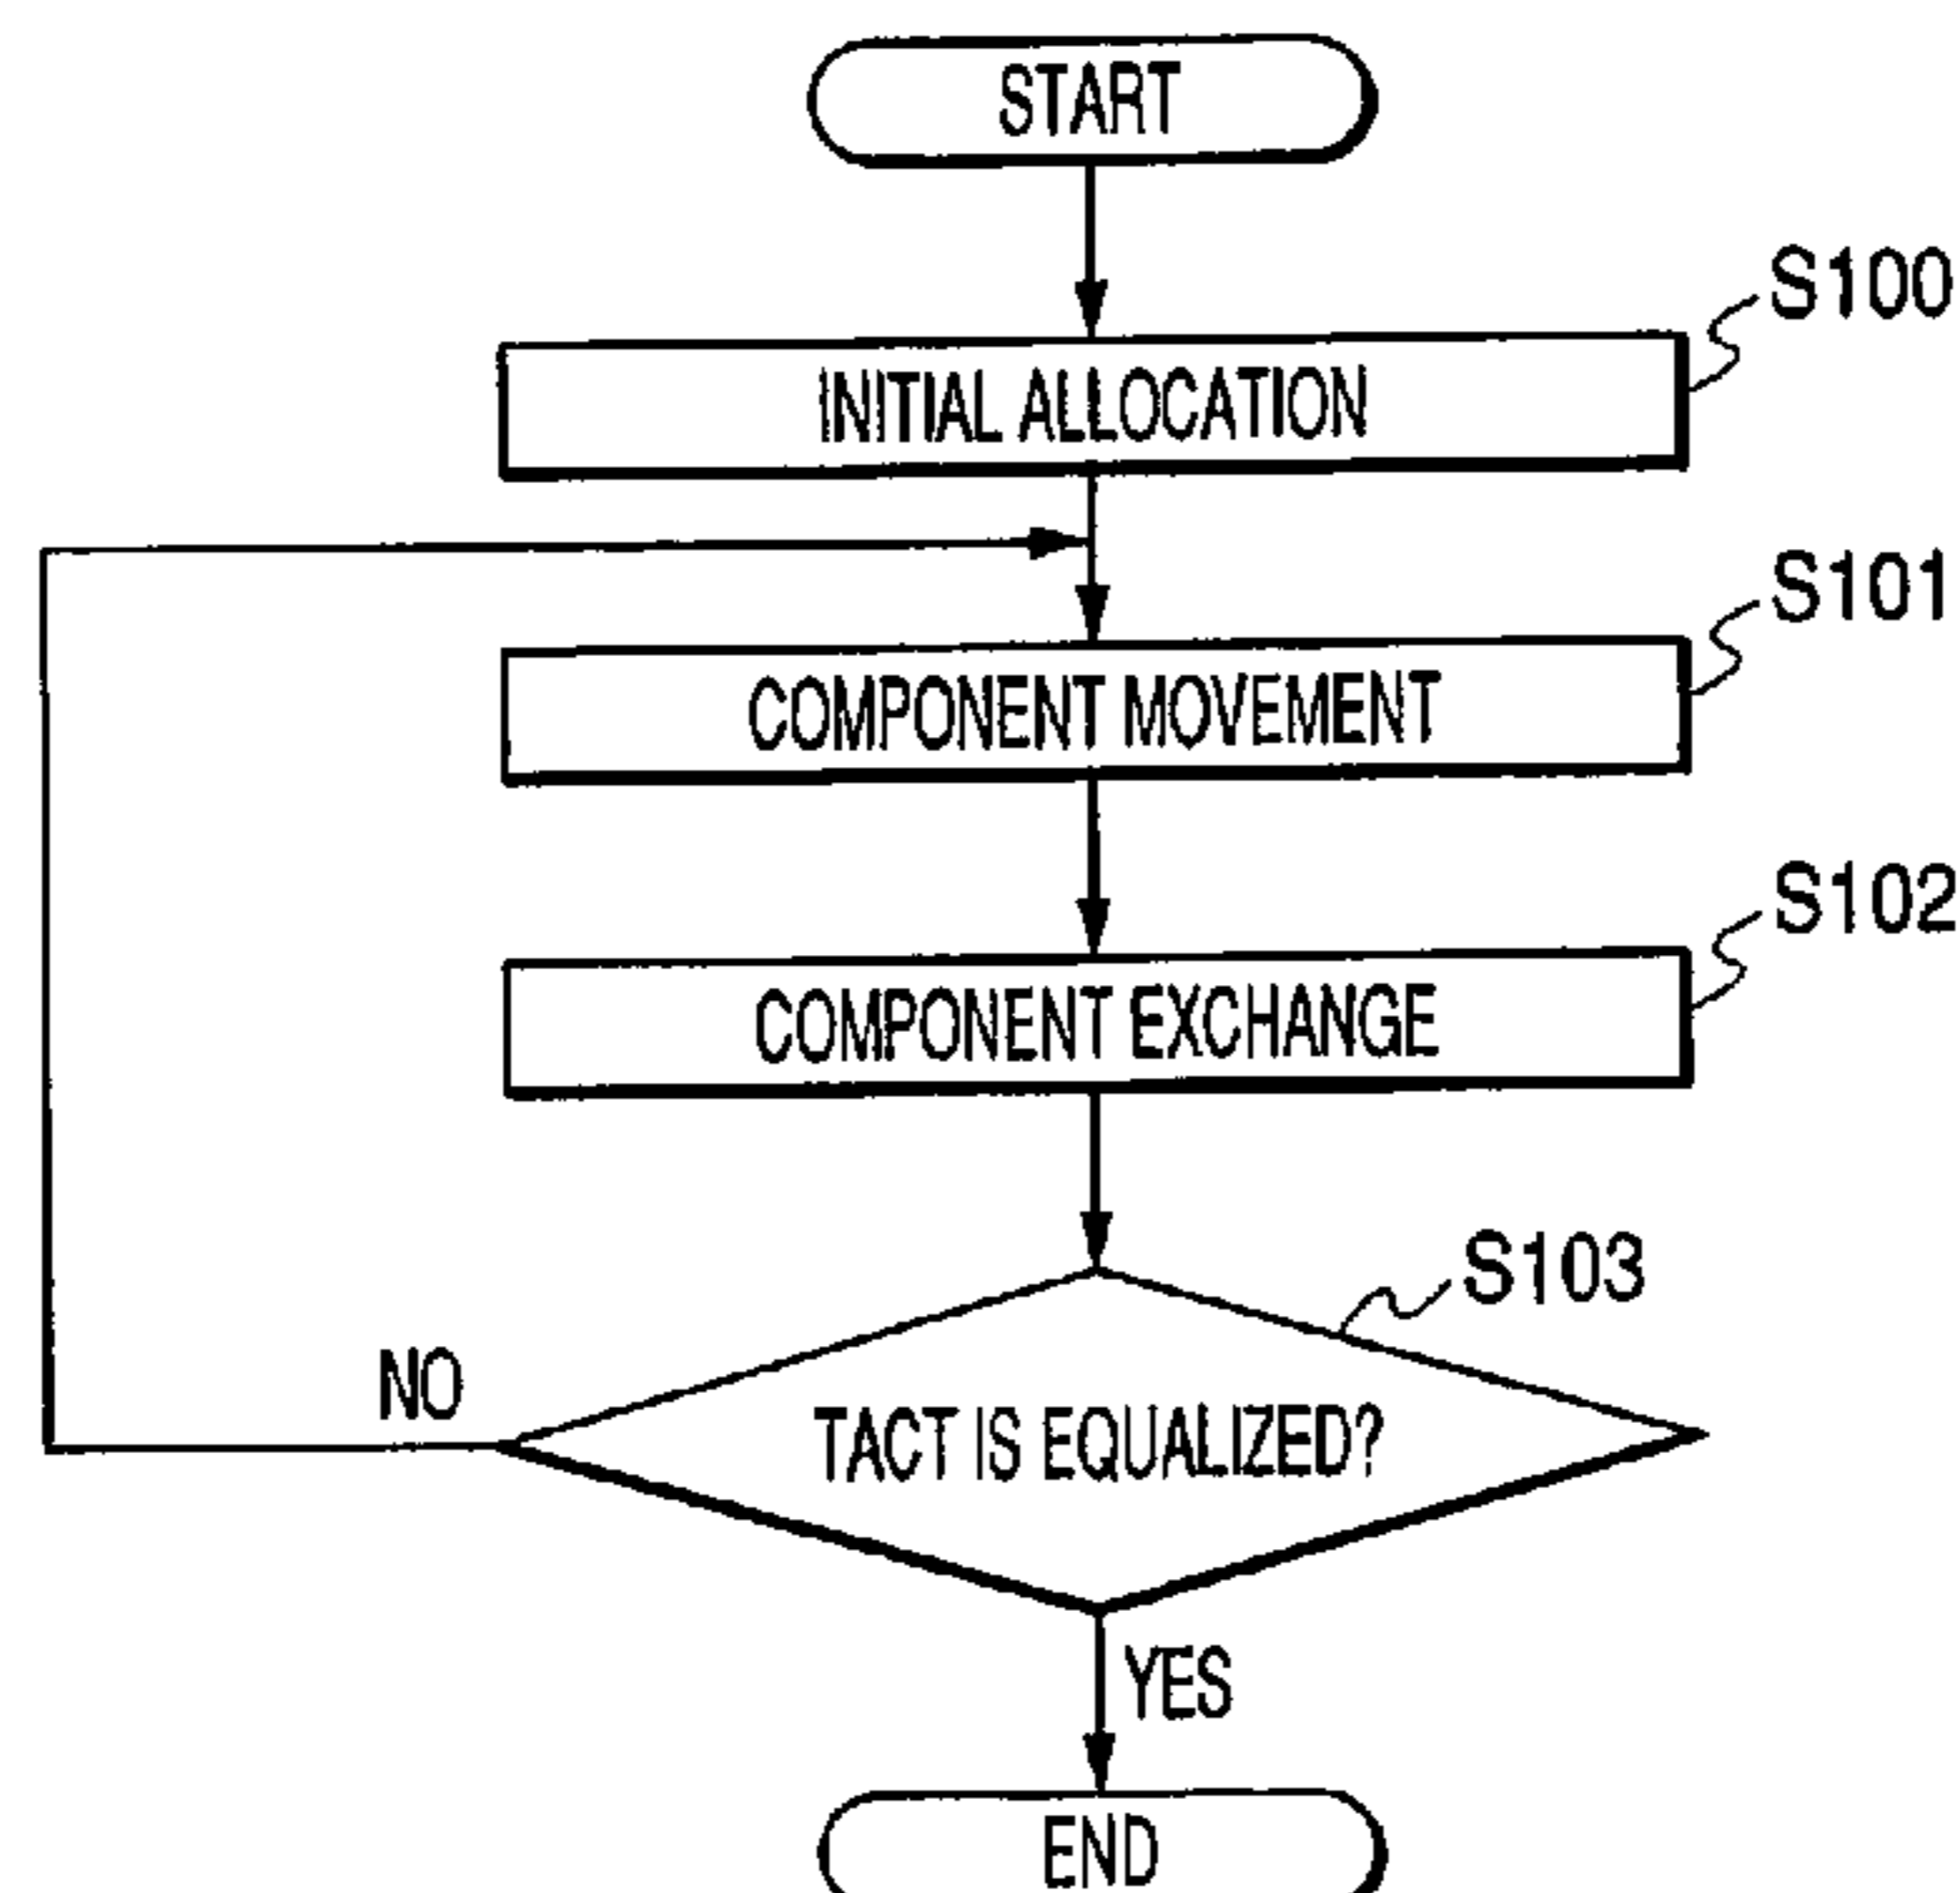 START
S100
INITIAL ALLOCATION
S101
COMPONENT MOVEMENT
S102
COMPONENT EXCHANGE
S103
NO
TACT IS EQUALIZED?
YES
END